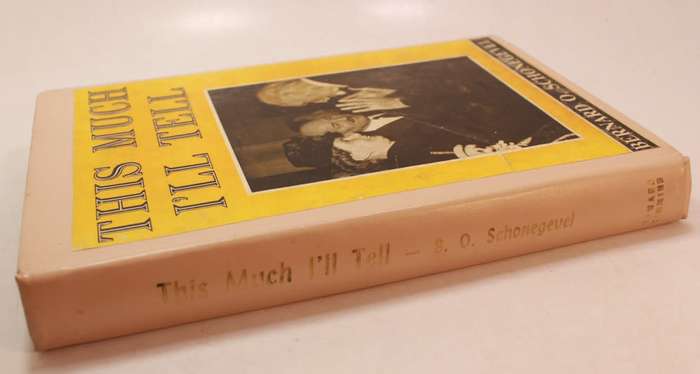 THIS MUCH
I'LL TELL
BERNARD O. SCHONEGEVEL
This Much I'll Tell – B. O. Schonegevel